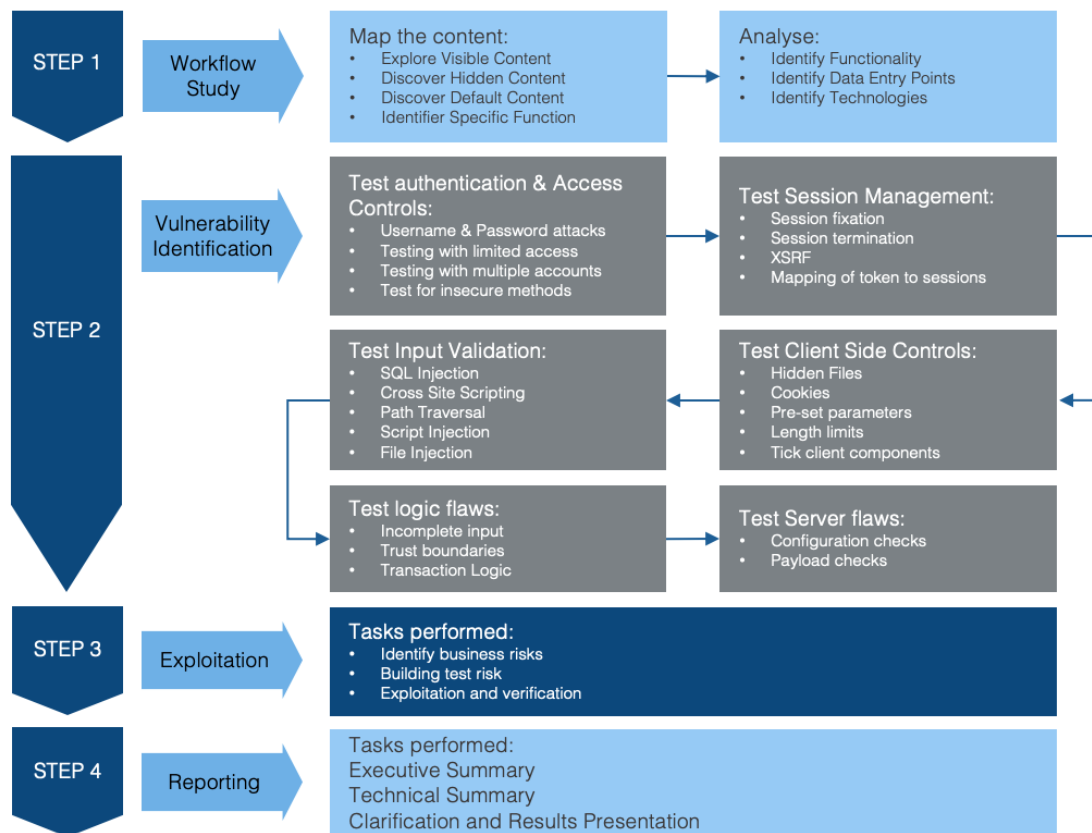 STEP 1
Workflow
Study
Map the content:
• Explore Visible Content
• Discover Hidden Content
• Discover Default Content
• Identifier Specific Function
Analyse:
• Identify Functionality
• Identify Data Entry Points
• Identify Technologies
STEP 2
Vulnerability
Identification
Test authentication & Access
Controls:
• Username & Password attacks
• Testing with limited access
• Testing with multiple accounts
• Test for insecure methods
Test Session Management:
• Session fixation
• Session termination
• XSRF
• Mapping of token to sessions
Test Client Side Controls:
• Hidden Files
• Cookies
• Pre-set parameters
• Length limits
• Tick client components
Test Input Validation:
• SQL Injection
• Cross Site Scripting
• Path Traversal
• Script Injection
• File Injection
Test logic flaws:
• Incomplete input
• Trust boundaries
• Transaction Logic
Test Server flaws:
• Configuration checks
• Payload checks
STEP 3
Exploitation
Tasks performed:
• Identify business risks
• Building test risk
• Exploitation and verification
STEP 4
Reporting
Tasks performed:
Executive Summary
Technical Summary
Clarification and Results Presentation